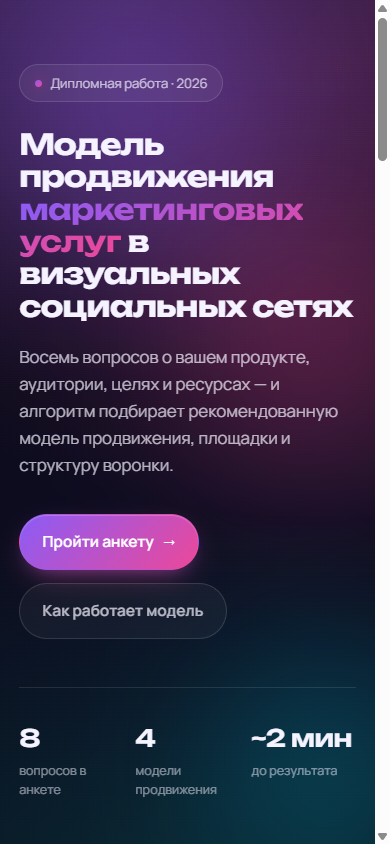 Дипломная работа · 2026
Модель
продвижения
маркетинговых
услуг в
визуальных
социальных сетях
Восемь вопросов о вашем продукте,
аудитории, целях и ресурсах — и
алгоритм подбирает рекомендованную
модель продвижения, площадки и
структуру воронки.
Пройти анкету →
Как работает модель
8
вопросов в
анкете
4
модели
продвижения
~2 мин
до результата